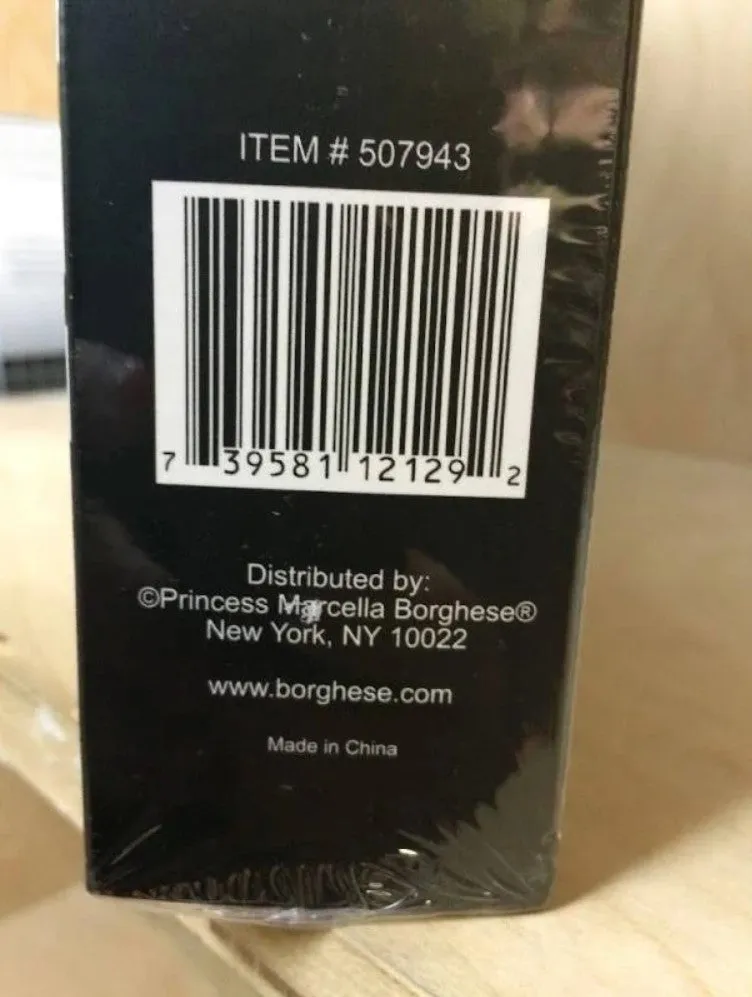 ITEM # 507943
7 39581 12129 2
Distributed by:
©Princess Marcella Borghese®
New York, NY 10022
www.borghese.com
Made in China